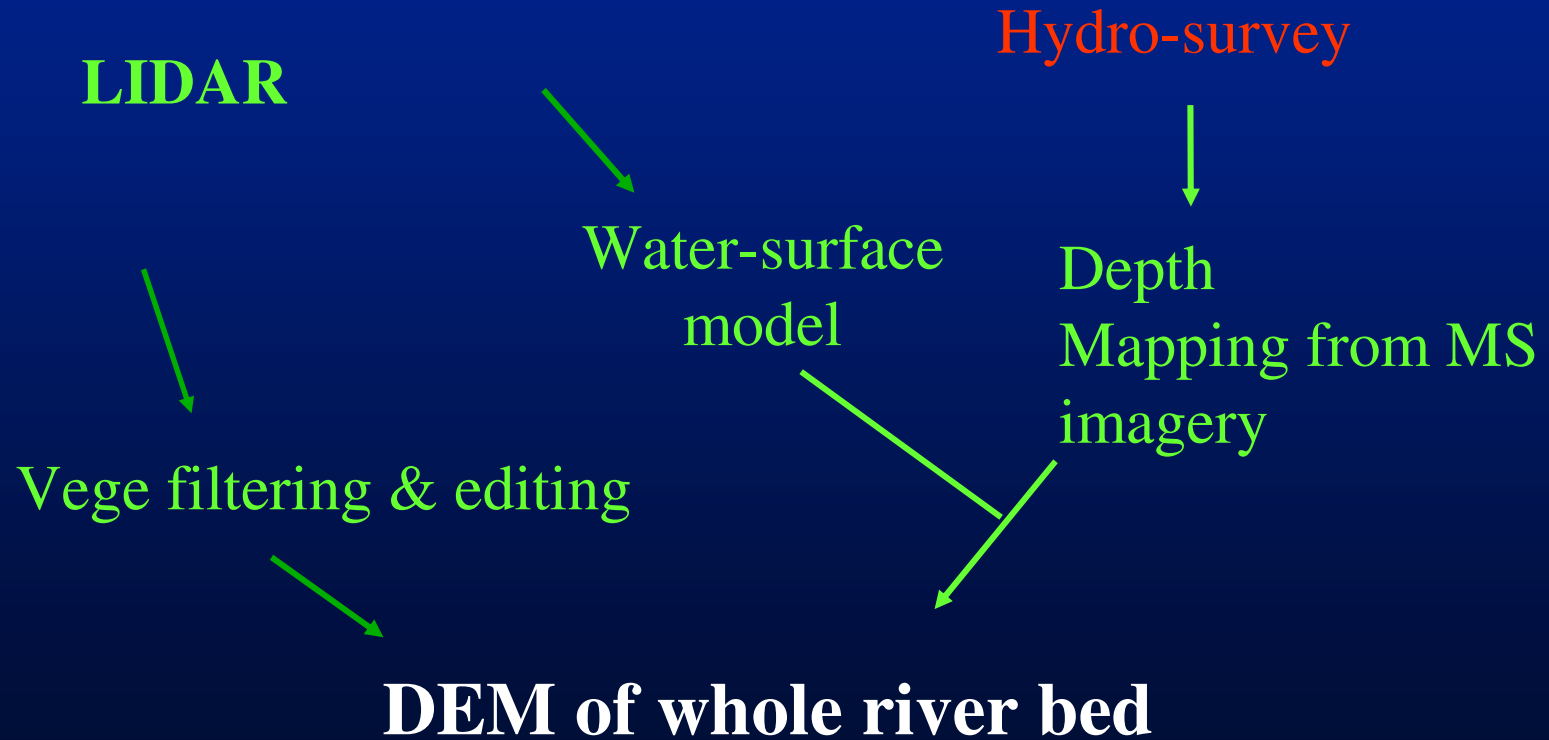 Hydro-survey
LIDAR
Water-surface
model
Depth
Mapping from MS
imagery
Vege filtering & editing
DEM of whole river bed